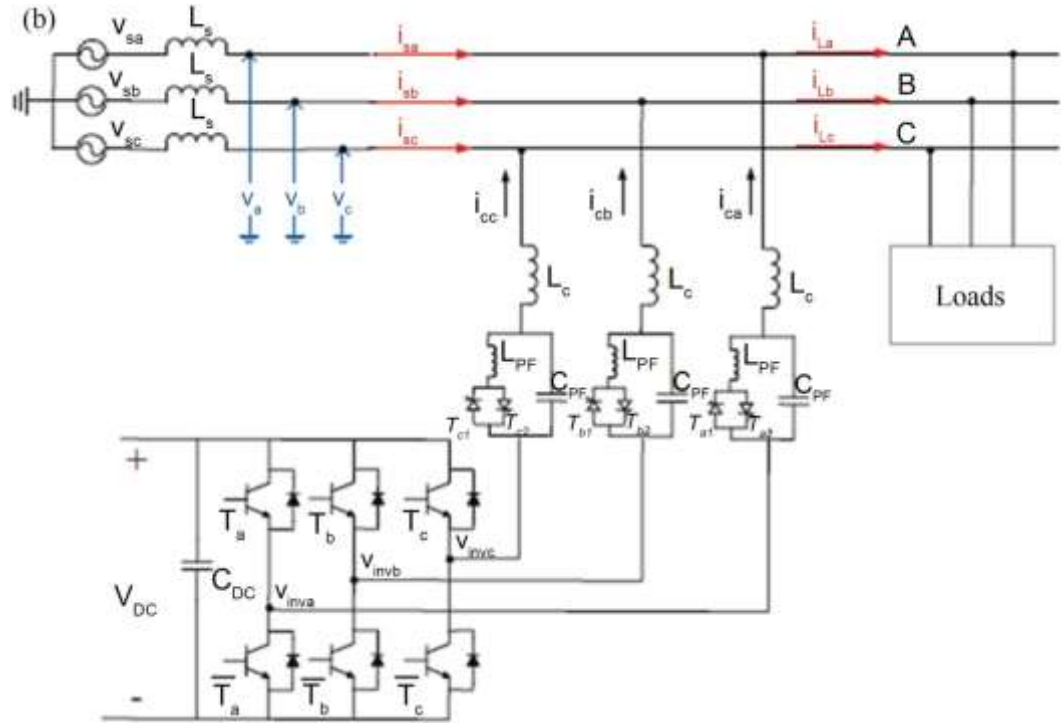 (b)
v_sa L_s i_sa i_La A
v_sb L_s i_sb i_Lb B
v_sc L_s i_sc i_Lc C
V_a V_b V_c
i_cc i_cb i_ca
L_c L_c L_c
Loads
L_PF L_PF L_PF
C_PF C_PF C_PF
T_c1 T_c2 T_b1 T_b2 T_a1
+
T_a T_b T_c
v_invc
v_invb
V_DC C_DC v_inva
-
T̅_a T̅_b T̅_c